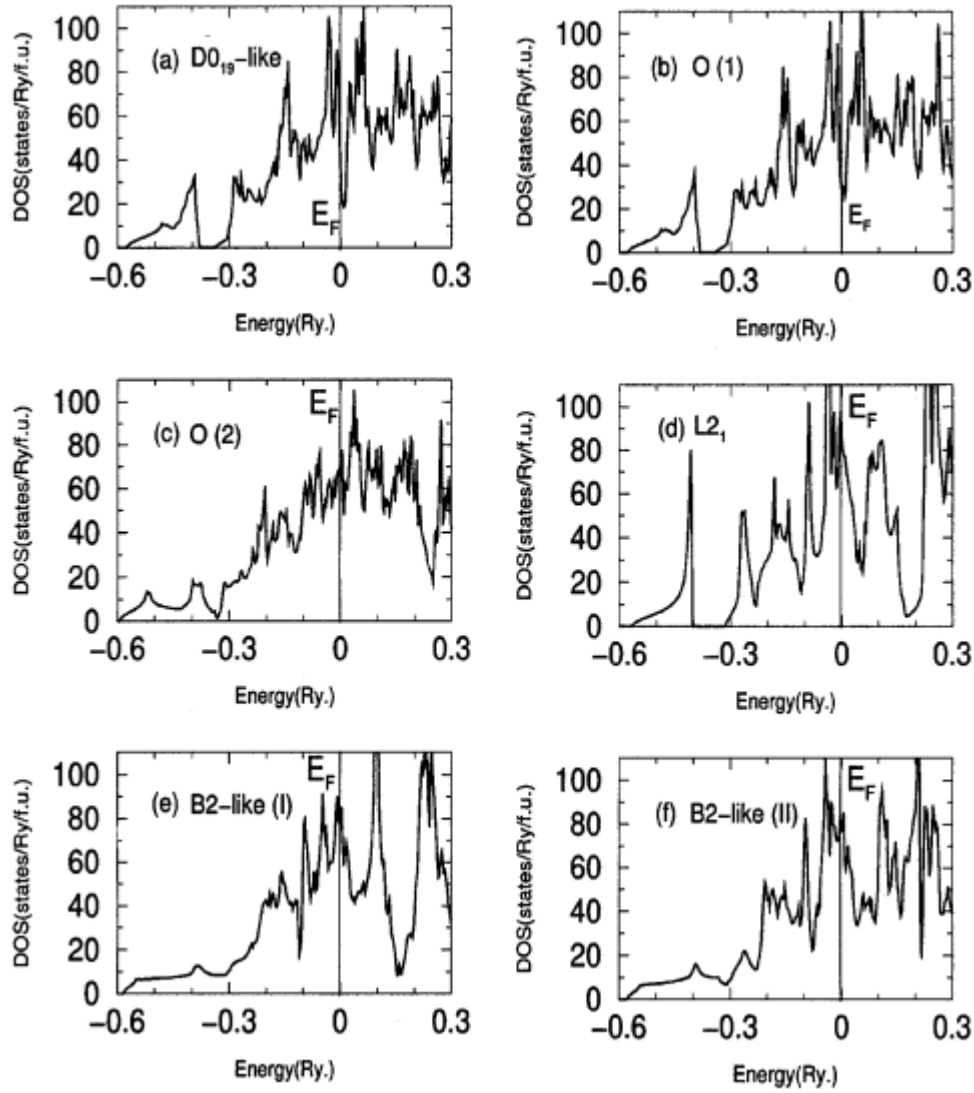 DOS(states/Ry/f.u.)
100
80
60
40
20
0
(a) D0₁₉-like
E_F
−0.6 −0.3 0 0.3
Energy(Ry.)
DOS(states/Ry/f.u.)
100
80
60
40
20
0
(b) O (1)
E_F
−0.6 −0.3 0 0.3
Energy(Ry.)
DOS(states/Ry/f.u.)
100
80
60
40
20
0
E_F
(c) O (2)
−0.6 −0.3 0 0.3
Energy(Ry.)
DOS(states/Ry/f.u.)
100
80
60
40
20
0
E_F
(d) L2₁
−0.6 −0.3 0 0.3
Energy(Ry.)
DOS(states/Ry/f.u.)
100
80
60
40
20
0
E_F
(e) B2−like (I)
−0.6 −0.3 0 0.3
Energy(Ry.)
DOS(states/Ry/f.u.)
100
80
60
40
20
0
E_F
(f) B2−like (II)
−0.6 −0.3 0 0.3
Energy(Ry.)